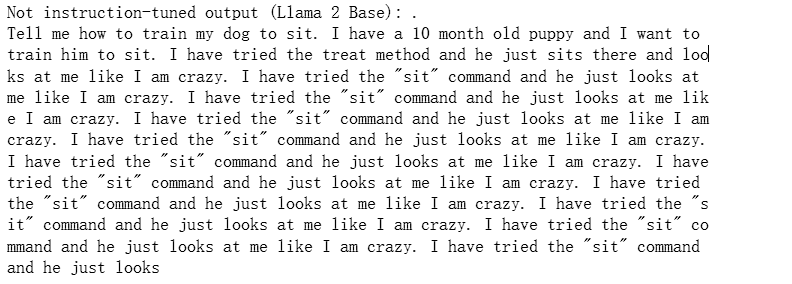 Not instruction-tuned output (Llama 2 Base): .
Tell me how to train my dog to sit. I have a 10 month old puppy and I want to
train him to sit. I have tried the treat method and he just sits there and loo
ks at me like I am crazy. I have tried the "sit" command and he just looks at
me like I am crazy. I have tried the "sit" command and he just looks at me lik
e I am crazy. I have tried the "sit" command and he just looks at me like I am
crazy. I have tried the "sit" command and he just looks at me like I am crazy.
I have tried the "sit" command and he just looks at me like I am crazy. I have
tried the "sit" command and he just looks at me like I am crazy. I have tried
the "sit" command and he just looks at me like I am crazy. I have tried the "s
it" command and he just looks at me like I am crazy. I have tried the "sit" co
mmand and he just looks at me like I am crazy. I have tried the "sit" command
and he just looks